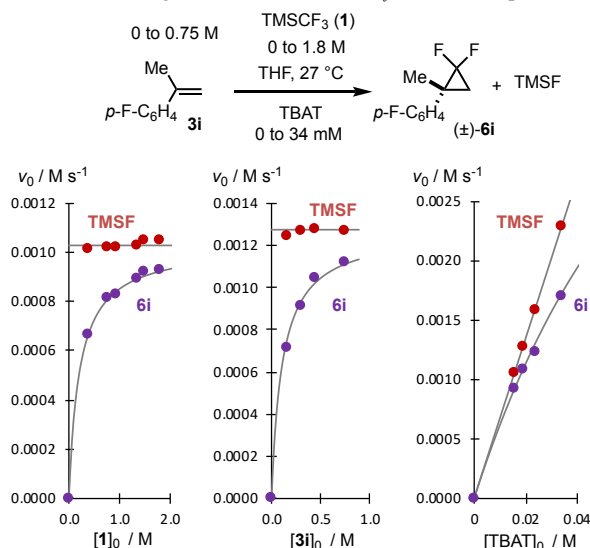 0 to 0.75 M
TMSCF₃ (1)
0 to 1.8 M
THF, 27 °C
TBAT
0 to 34 mM
Me
p-F-C₆H₄
3i
F F
Me
p-F-C₆H₄
(±)-6i
+ TMSF
v₀ / M s⁻¹
0.0012
0.0010
0.0008
0.0006
0.0004
0.0002
0.0000
TMSF
6i
0.0 1.0 2.0
[1]₀ / M
v₀ / M s⁻¹
0.0014
0.0012
0.0010
0.0008
0.0006
0.0004
0.0002
0.0000
TMSF
6i
0.0 0.5 1.0
[3i]₀ / M
v₀ / M s⁻¹
0.0025
0.0020
0.0015
0.0010
0.0005
0.0000
TMSF
6i
0 0.02 0.04
[TBAT]₀ / M